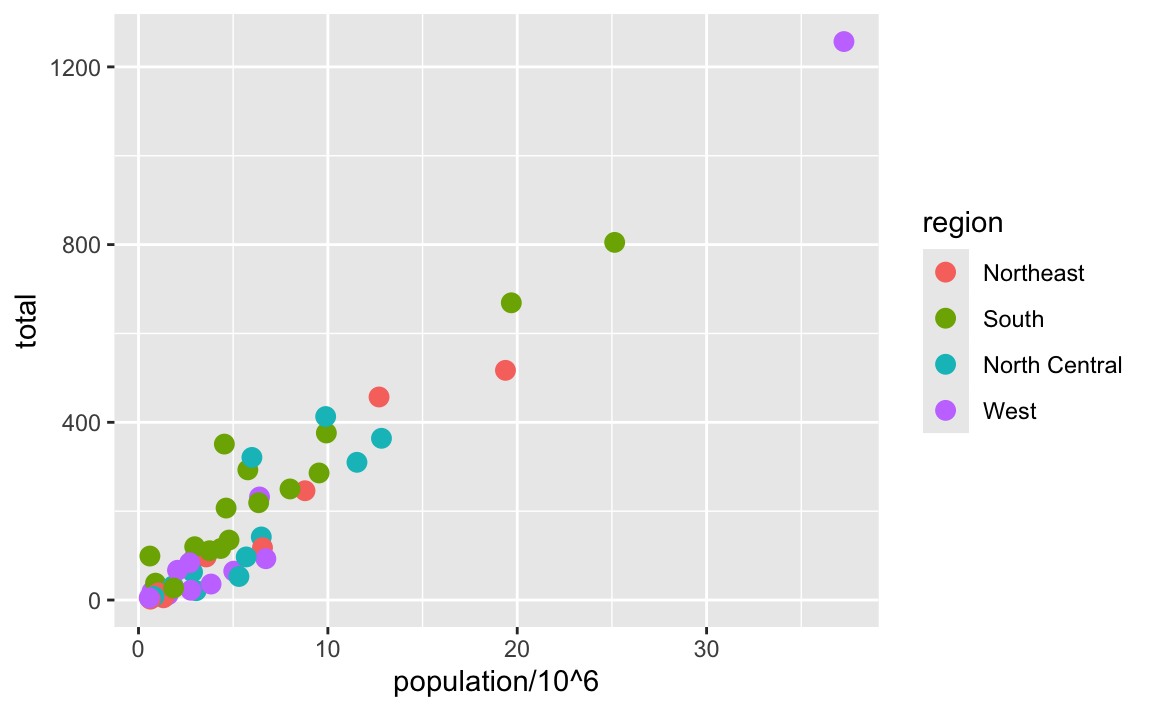 1200
800
400
0
total
0 10 20 30
population/10^6
region
Northeast
South
North Central
West